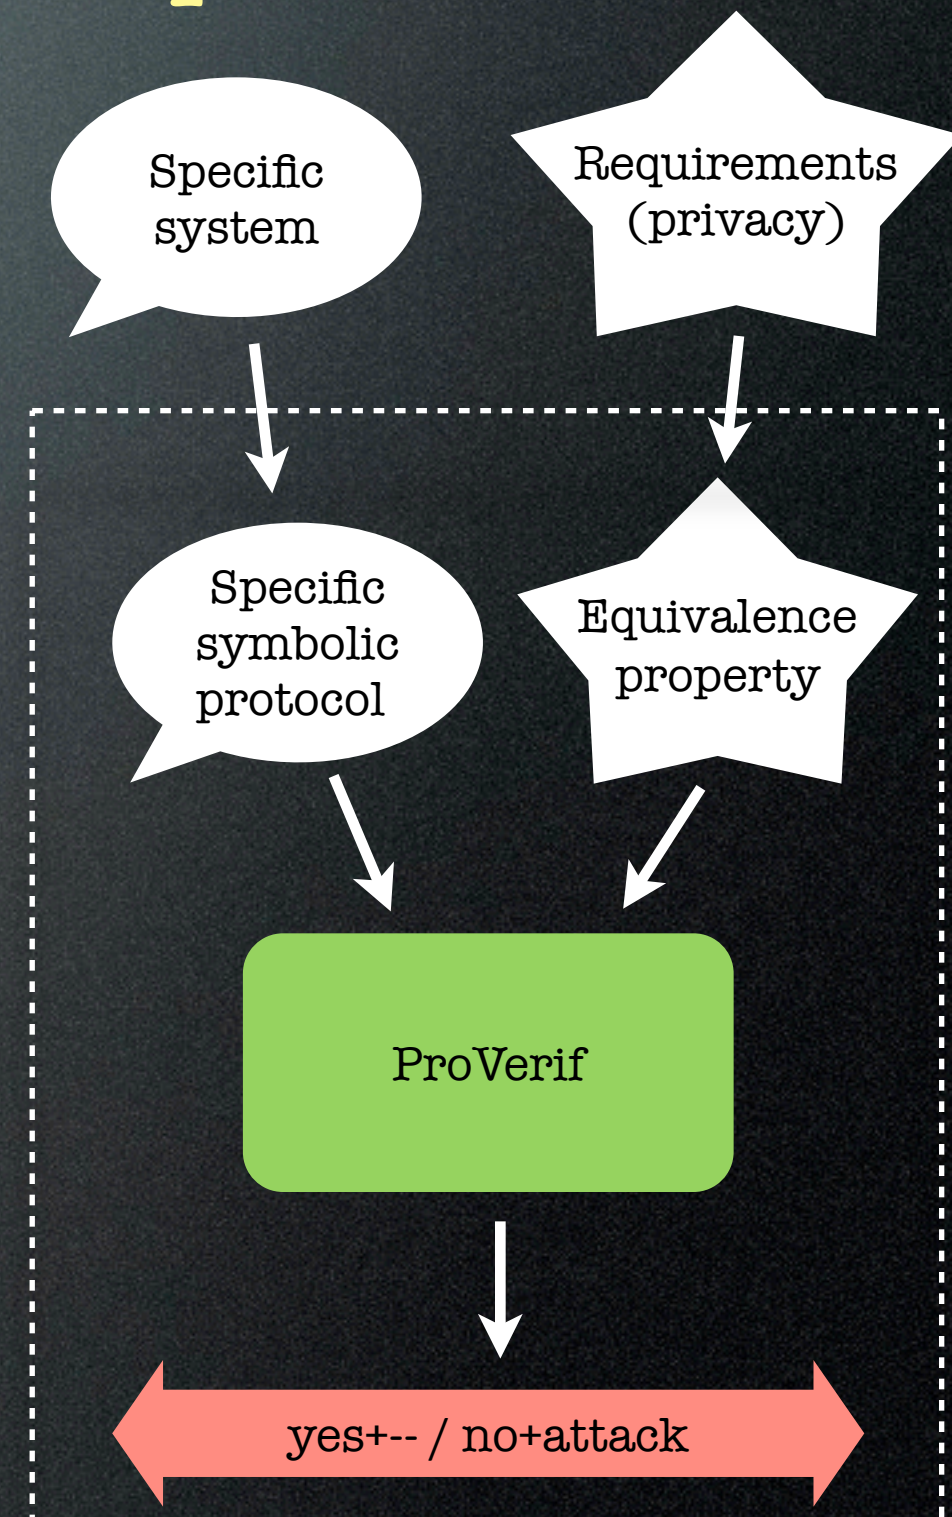 Specific
system
Requirements
(privacy)
Specific
symbolic
protocol
Equivalence
property
ProVerif
yes+-- / no+attack